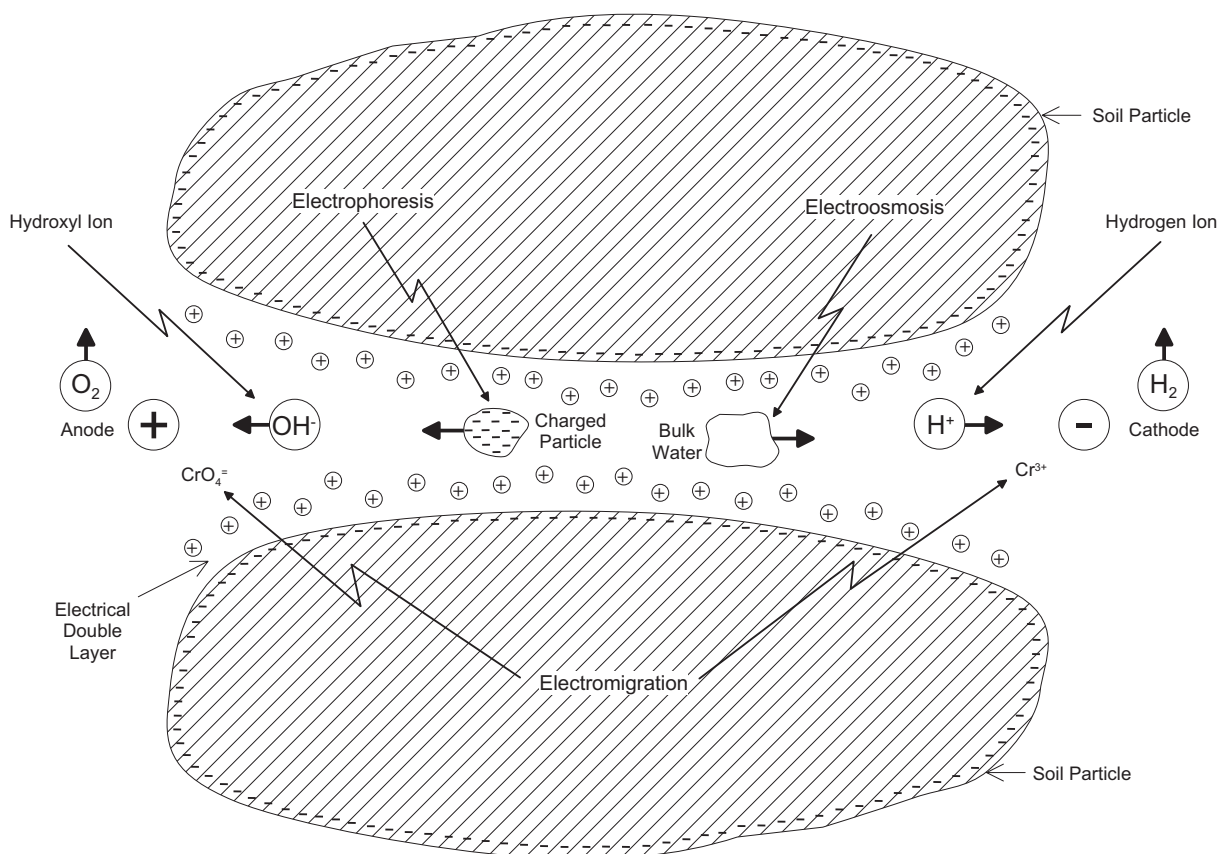 Soil Particle
Electrophoresis
Electroosmosis
Hydroxyl Ion
Hydrogen Ion
O₂
H₂
Anode
+
OH⁻
Charged
Particle
Bulk
Water
H⁺
-
Cathode
CrO₄⁼
Cr³⁺
Electrical
Double
Layer
Electromigration
Soil Particle